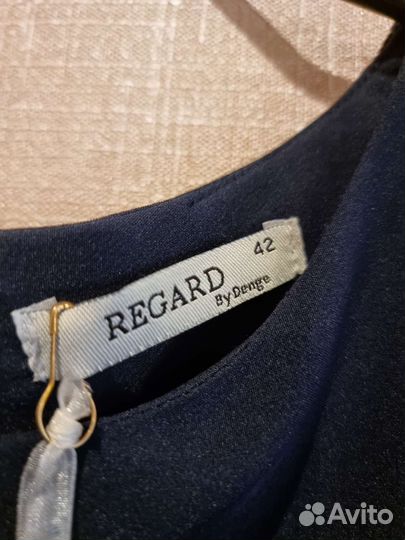 42
REGARD
By Denge
Avito